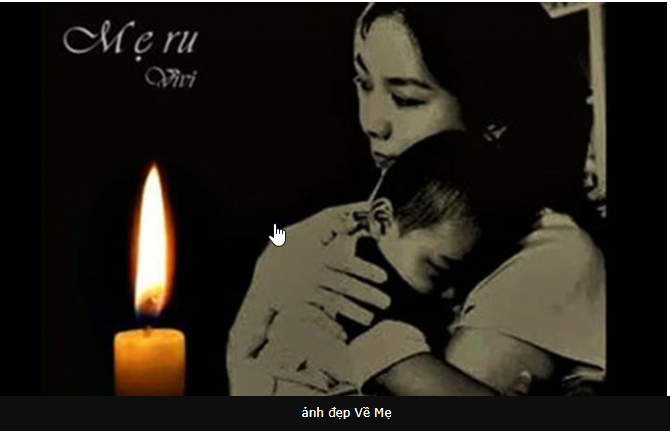 Mẹ ru
Vivi
ảnh đẹp Về Mẹ